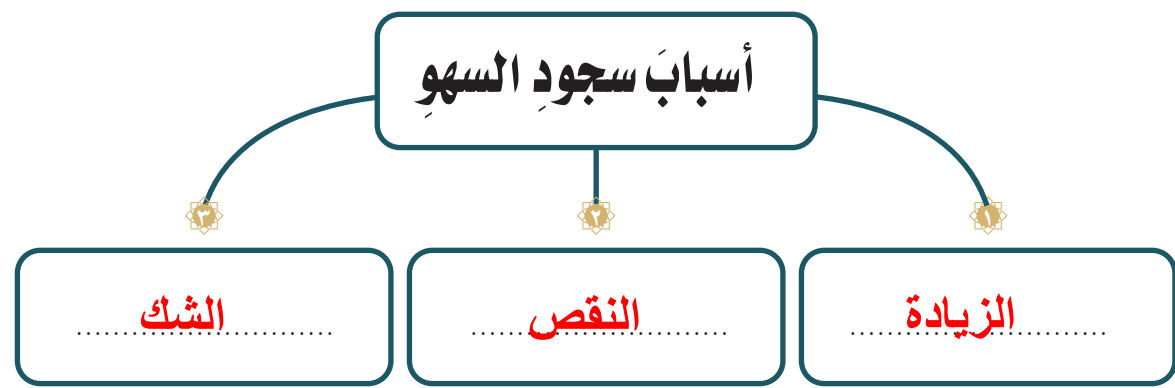 أسبابَ سجودِ السهوِ
١
٢
٣
الزيادة
النقص
الشك